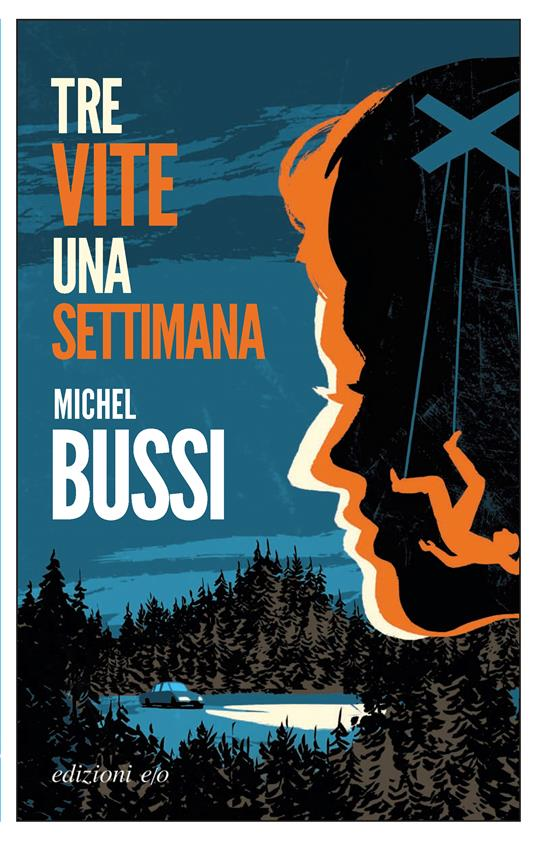 TRE
VITE
UNA
SETTIMANA
MICHEL
BUSSI
edizioni e/o